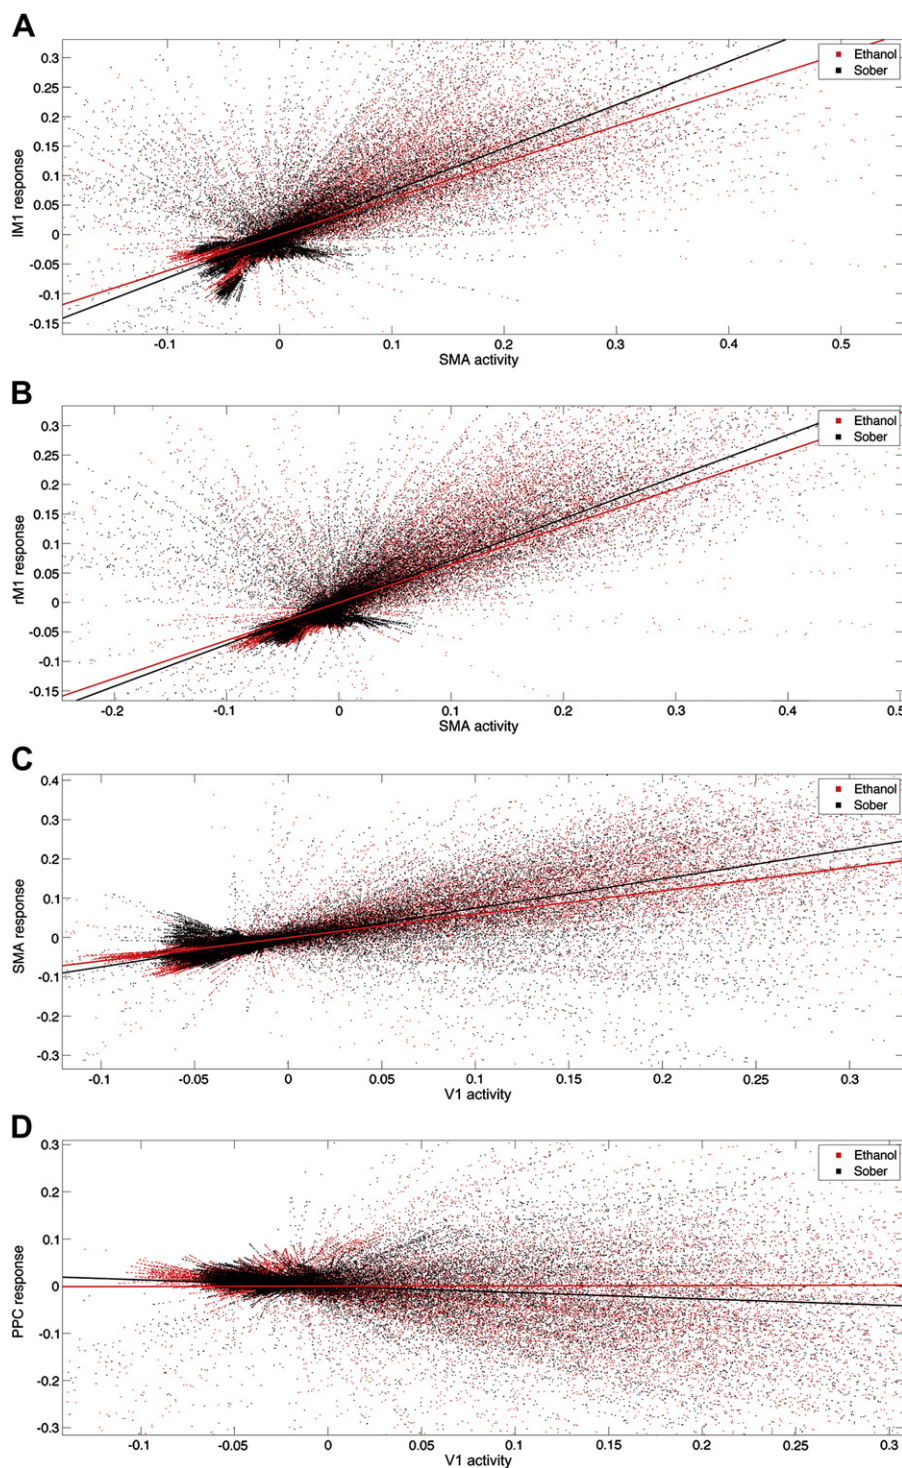 A
lM1 response
0.3
0.25
0.2
0.15
0.1
0.05
0
-0.05
-0.1
-0.15
Ethanol
Sober
-0.1 0 0.1 0.2 0.3 0.4 0.5
SMA activity
B
rM1 response
0.3
0.25
0.2
0.15
0.1
0.05
0
-0.05
-0.1
-0.15
Ethanol
Sober
-0.2 -0.1 0 0.1 0.2 0.3 0.4 0.5
SMA activity
C
SMA response
0.4
0.3
0.2
0.1
0
-0.1
-0.2
-0.3
Ethanol
Sober
-0.1 -0.05 0 0.05 0.1 0.15 0.2 0.25 0.3
V1 activity
D
PPC response
0.3
0.2
0.1
0
-0.1
-0.2
-0.3
Ethanol
Sober
-0.1 -0.05 0 0.05 0.1 0.15 0.2 0.25 0.3
V1 activity